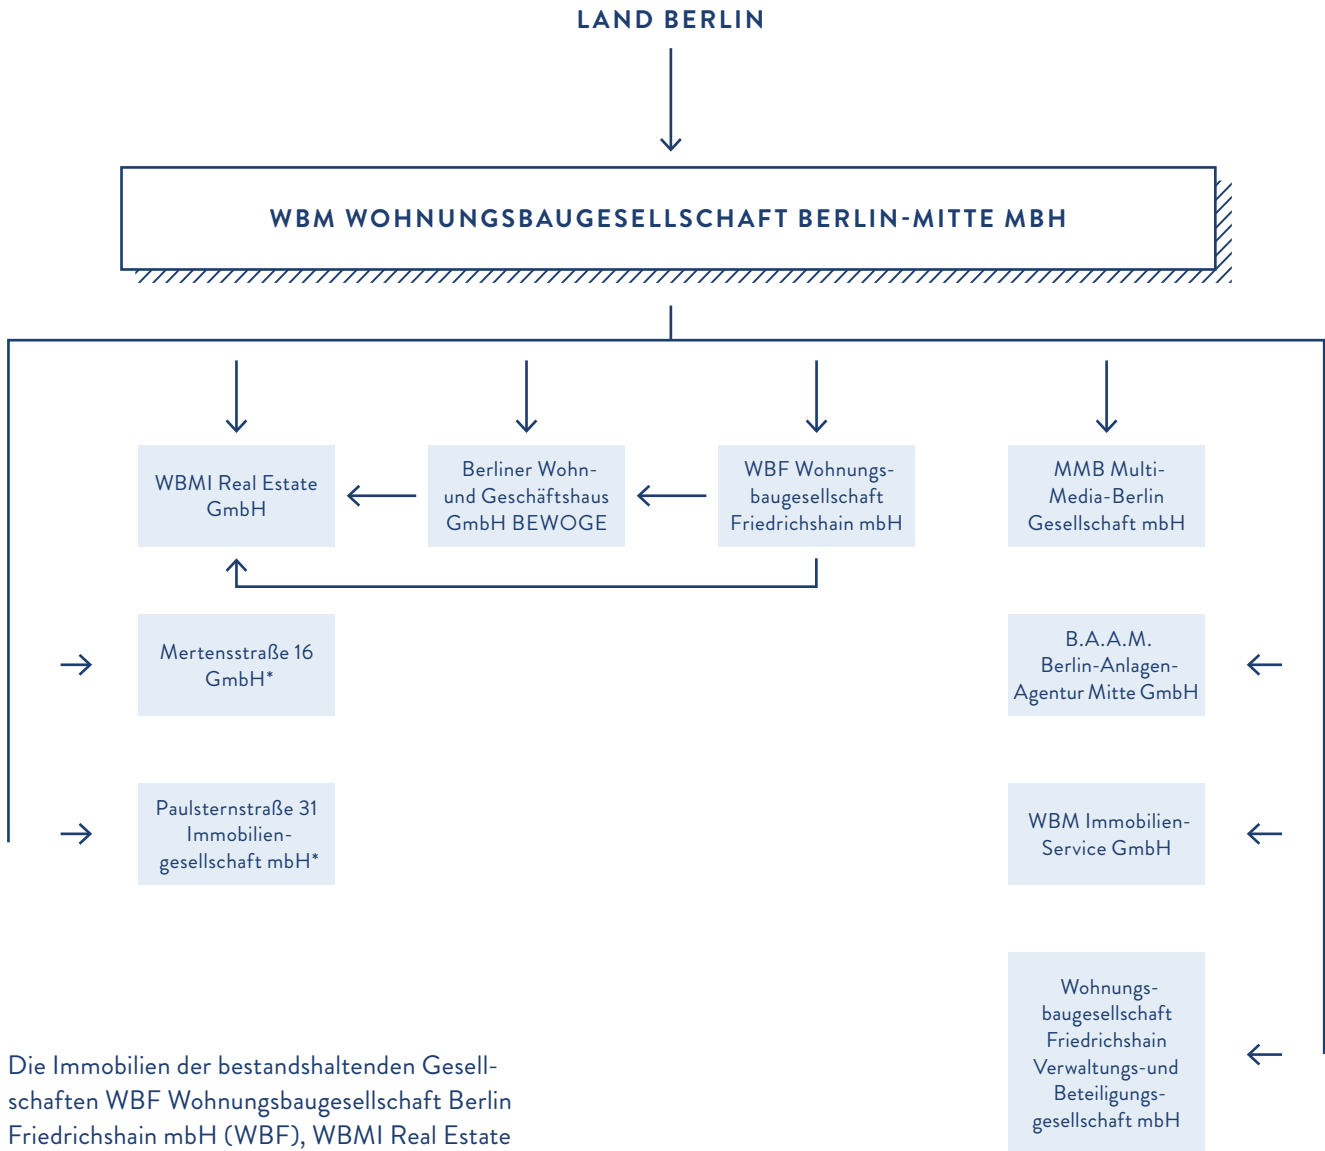 LAND BERLIN
WBM WOHNUNGSBAUGESELLSCHAFT BERLIN-MITTE MBH
WBMI Real Estate
GmbH
Berliner Wohn-
und Geschäftshaus
GmbH BEWOGE
WBF Wohnungs-
baugesellschaft
Friedrichshain mbH
MMB Multi-
Media-Berlin
Gesellschaft mbH
Mertensstraße 16
GmbH*
B.A.A.M.
Berlin-Anlagen-
Agentur Mitte GmbH
Paulsternstraße 31
Immobilien-
gesellschaft mbH*
WBM Immobilien-
Service GmbH
Wohnungs-
baugesellschaft
Friedrichshain
Verwaltungs-und
Beteiligungs-
gesellschaft mbH
Die Immobilien der bestandshaltenden Gesell-
schaften WBF Wohnungsbaugesellschaft Berlin
Friedrichshain mbH (WBF), WBMI Real Estate